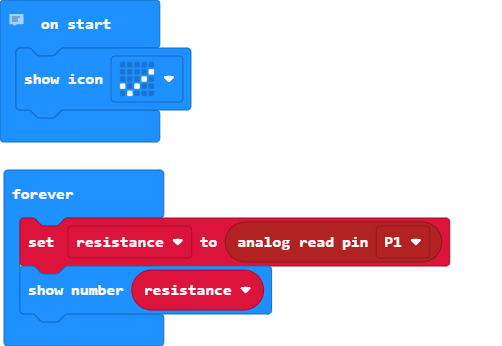 on start
show icon
forever
set resistance to analog read pin P1
show number resistance